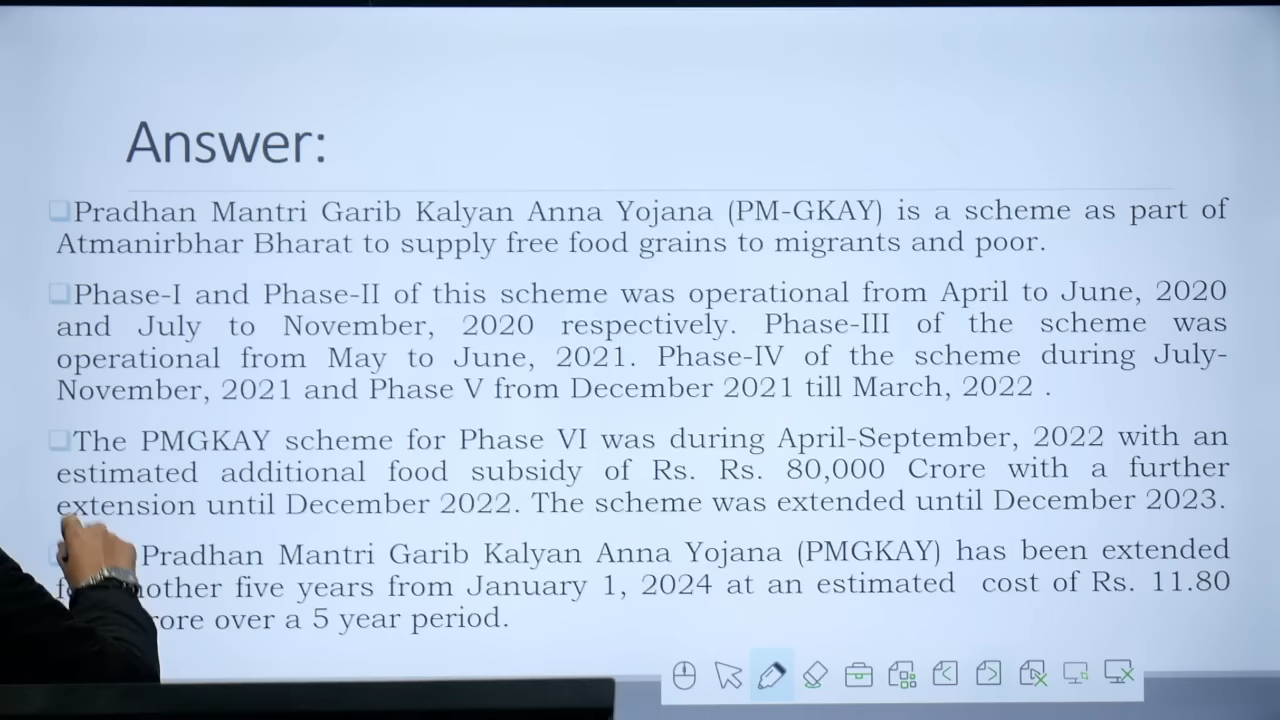 Answer:
Pradhan Mantri Garib Kalyan Anna Yojana (PM-GKAY) is a scheme as part of
Atmanirbhar Bharat to supply free food grains to migrants and poor.
Phase-I and Phase-II of this scheme was operational from April to June, 2020
and July to November, 2020 respectively. Phase-III of the scheme was
operational from May to June, 2021. Phase-IV of the scheme during July-
November, 2021 and Phase V from December 2021 till March, 2022 .
The PMGKAY scheme for Phase VI was during April-September, 2022 with an
estimated additional food subsidy of Rs. Rs. 80,000 Crore with a further
extension until December 2022. The scheme was extended until December 2023.
Pradhan Mantri Garib Kalyan Anna Yojana (PMGKAY) has been extended
five years from January 1, 2024 at an estimated cost of Rs. 11.80
over a 5 year period.